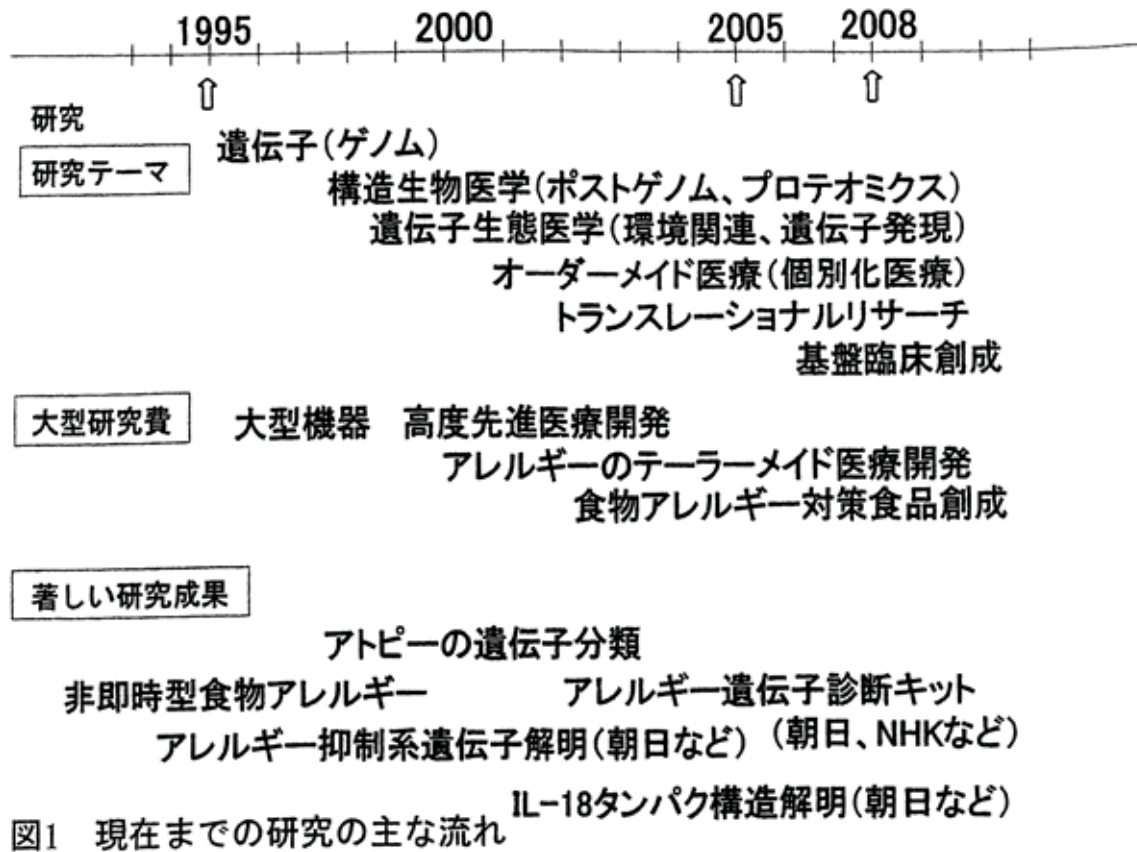 1995 2000 2005 2008
研究
研究テーマ
遺伝子(ゲノム)
構造生物医学(ポストゲノム、プロテオミクス)
遺伝子生態医学(環境関連、遺伝子発現)
オーダーメイド医療(個別化医療)
トランスレーショナルリサーチ
基盤臨床創成
大型研究費
大型機器 高度先進医療開発
アレルギーのテーラーメイド医療開発
食物アレルギー対策食品創成
著しい研究成果
アトピーの遺伝子分類
非即時型食物アレルギー アレルギー遺伝子診断キット
アレルギー抑制系遺伝子解明(朝日など) (朝日、NHKなど)
IL-18タンパク構造解明(朝日など)
図1 現在までの研究の主な流れ